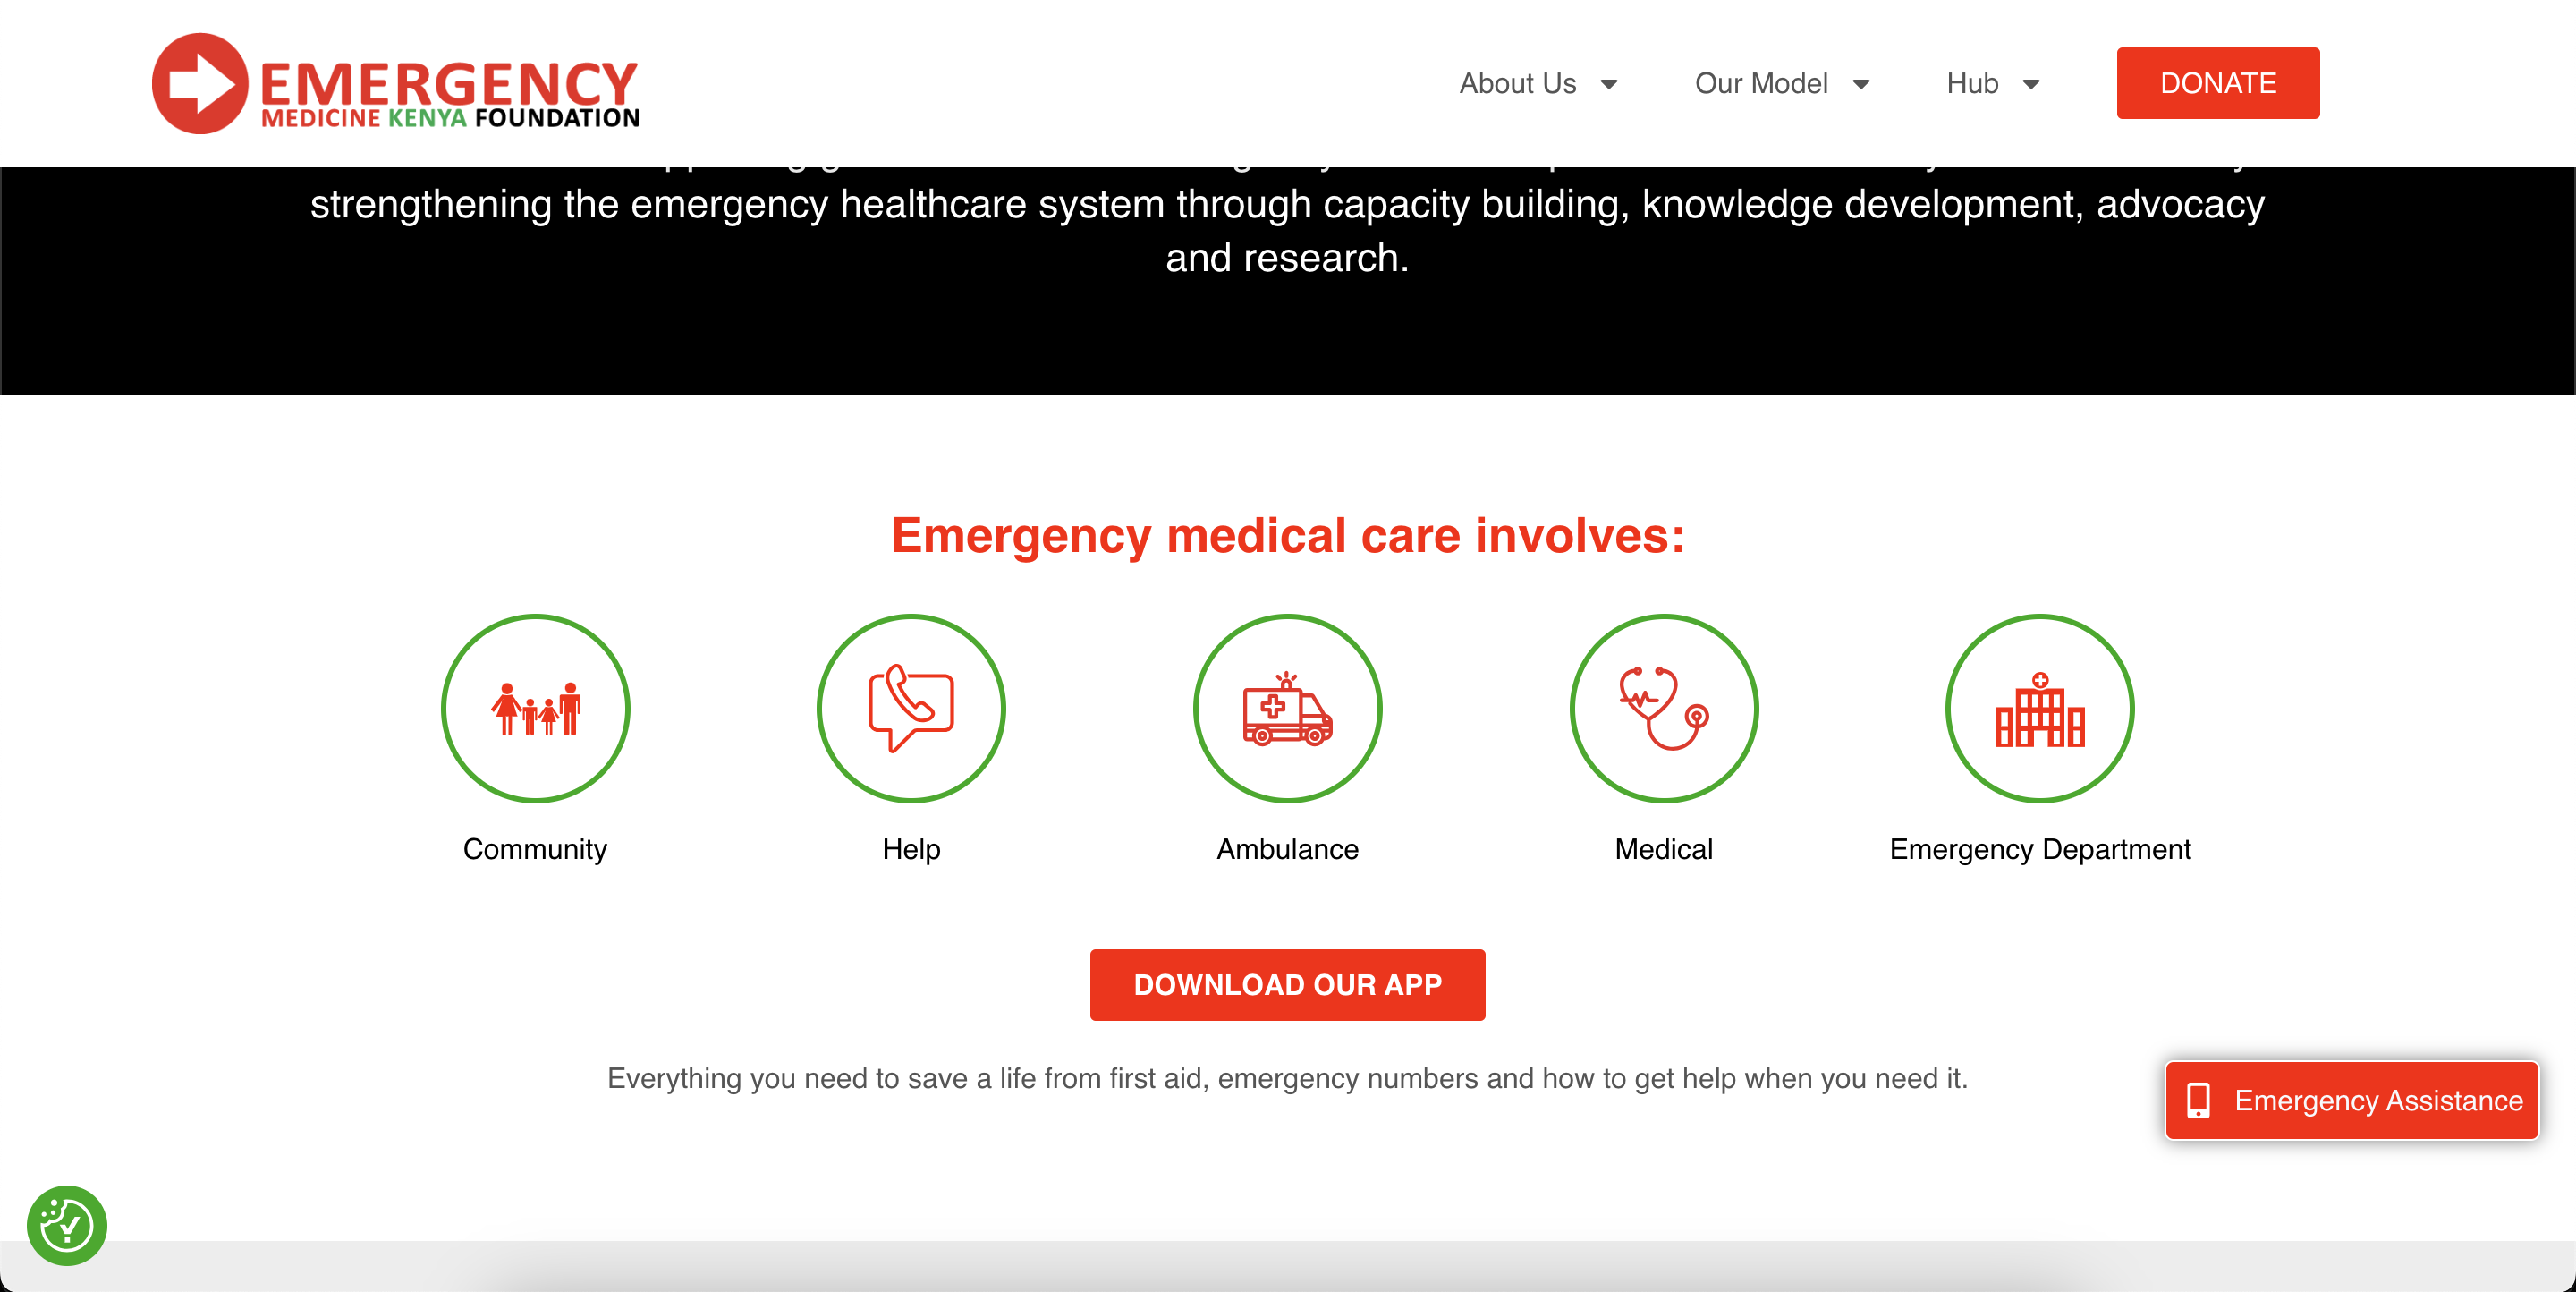 EMERGENCY
MEDICINE KENYA FOUNDATION
About Us
Our Model
Hub
DONATE
strengthening the emergency healthcare system through capacity building, knowledge development, advocacy
and research.
Emergency medical care involves:
Community
Help
Ambulance
Medical
Emergency Department
DOWNLOAD OUR APP
Everything you need to save a life from first aid, emergency numbers and how to get help when you need it.
Emergency Assistance